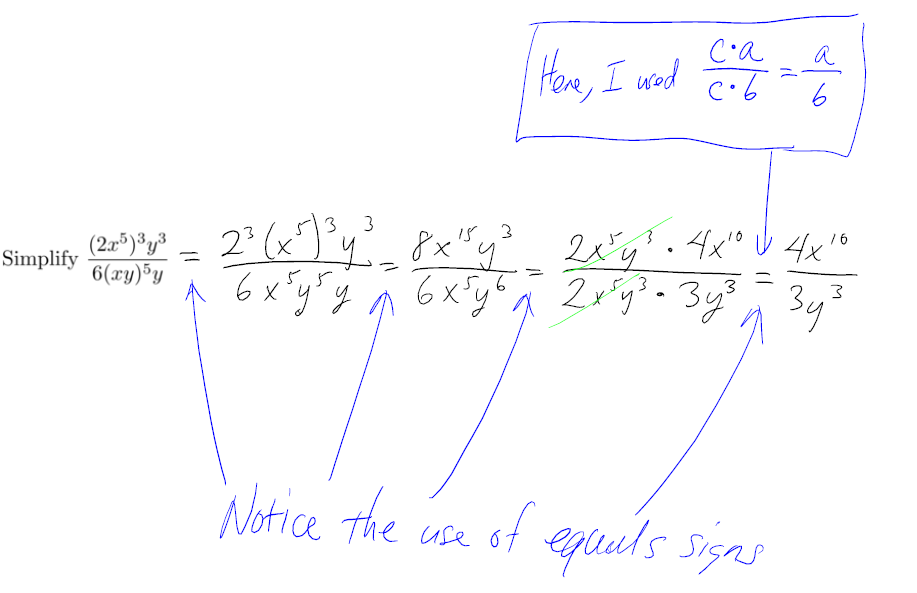 Here, I used \frac{c \cdot a}{c \cdot b} = \frac{a}{b}
Simplify \frac{(2x^5)^3y^3}{6(xy)^5y} = \frac{2^3(x^5)^3y^3}{6x^5y^5y} = \frac{8x^{15}y^3}{6x^5y^6} = \frac{2x^5y^3 \cdot 4x^{10}}{2x^5y^3 \cdot 3y^3} = \frac{4x^{10}}{3y^3}
Notice the use of equals signs